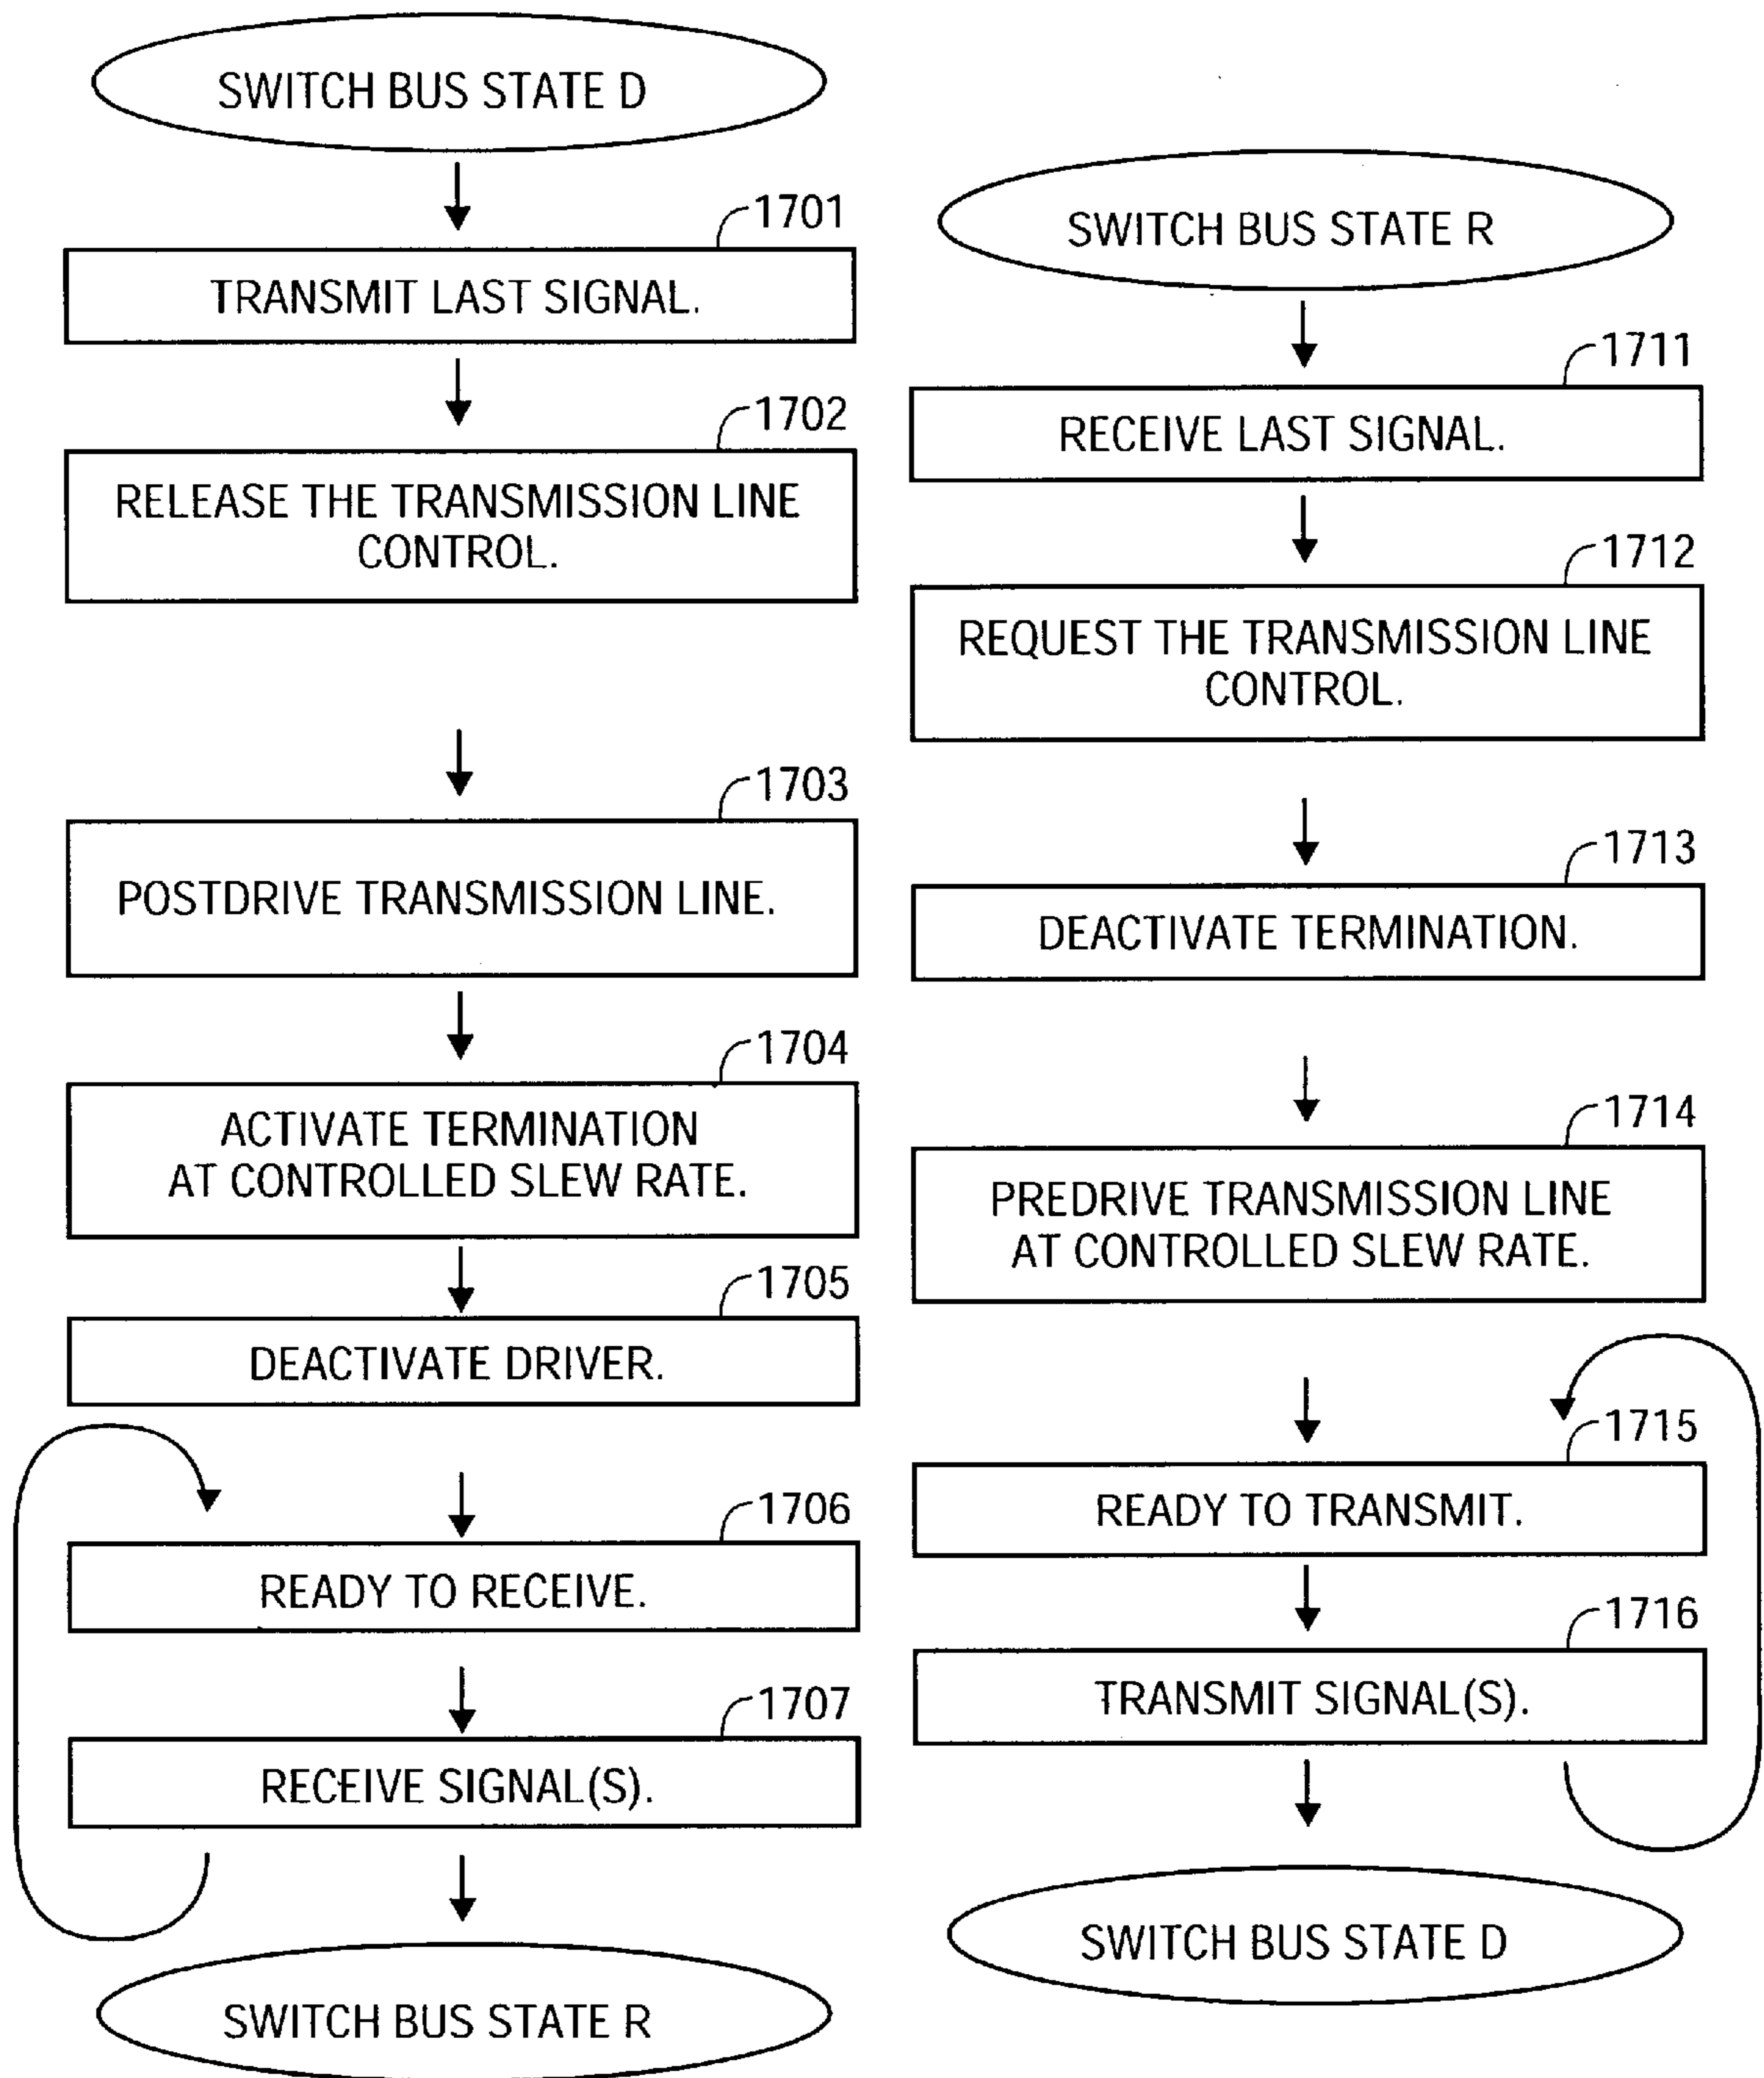 SWITCH BUS STATE D
1701
TRANSMIT LAST SIGNAL.
1702
RELEASE THE TRANSMISSION LINE
CONTROL.
1703
POSTDRIVE TRANSMISSION LINE.
1704
ACTIVATE TERMINATION
AT CONTROLLED SLEW RATE.
1705
DEACTIVATE DRIVER.
1706
READY TO RECEIVE.
1707
RECEIVE SIGNAL(S).
SWITCH BUS STATE R
SWITCH BUS STATE R
1711
RECEIVE LAST SIGNAL.
1712
REQUEST THE TRANSMISSION LINE
CONTROL.
1713
DEACTIVATE TERMINATION.
1714
PREDRIVE TRANSMISSION LINE
AT CONTROLLED SLEW RATE.
1715
READY TO TRANSMIT.
1716
TRANSMIT SIGNAL(S).
SWITCH BUS STATE D